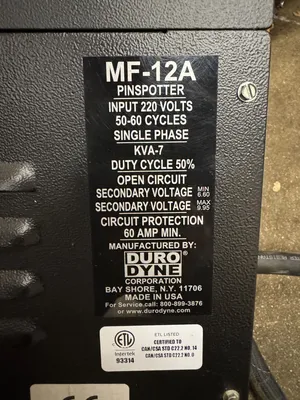 MF-12A
PINSPOTTER
INPUT 220 VOLTS
50-60 CYCLES
SINGLE PHASE
KVA-7
DUTY CYCLE 50%
OPEN CIRCUIT
SECONDARY VOLTAGE MIN 6.60
SECONDARY VOLTAGE MAX 9.95
CIRCUIT PROTECTION
60 AMP MIN.
MANUFACTURED BY:
DURO
DYNE
CORPORATION
BAY SHORE, N.Y. 11706
MADE IN USA
For Service call: 800-899-3876
or www.durodyne.com
ETL LISTED
CERTIFIED TO
CAN/CSA STD C22.2 NO. 14
CAN/CSA STD C22.2 NO. 0
ETL
Intertek
93314